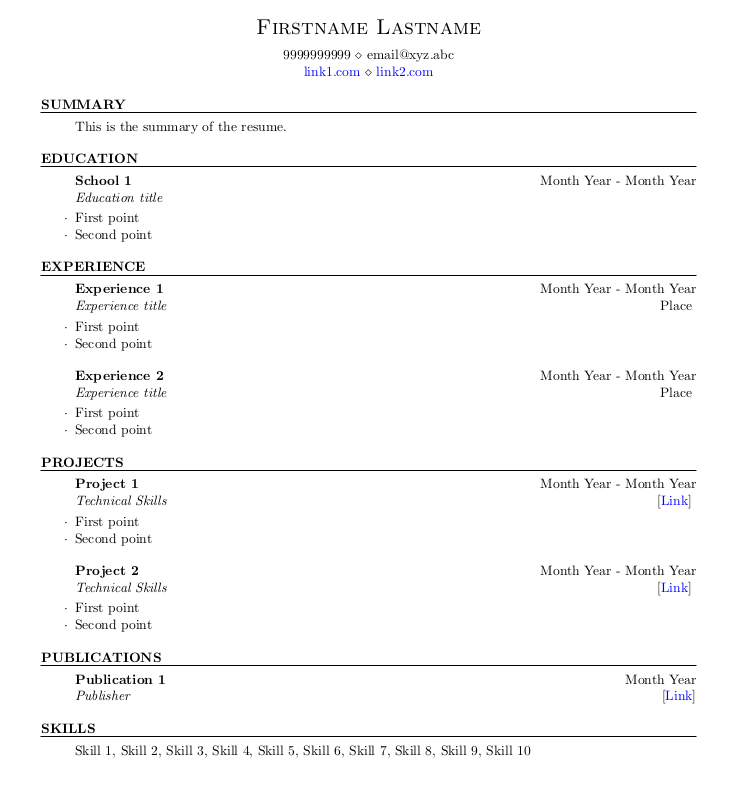 Firstname Lastname
9999999999 ⋄ email@xyz.abc
link1.com ⋄ link2.com
SUMMARY
This is the summary of the resume.
EDUCATION
School 1 Month Year - Month Year
Education title
· First point
· Second point
EXPERIENCE
Experience 1 Month Year - Month Year
Experience title Place
· First point
· Second point
Experience 2 Month Year - Month Year
Experience title Place
· First point
· Second point
PROJECTS
Project 1 Month Year - Month Year
Technical Skills [Link]
· First point
· Second point
Project 2 Month Year - Month Year
Technical Skills [Link]
· First point
· Second point
PUBLICATIONS
Publication 1 Month Year
Publisher [Link]
SKILLS
Skill 1, Skill 2, Skill 3, Skill 4, Skill 5, Skill 6, Skill 7, Skill 8, Skill 9, Skill 10